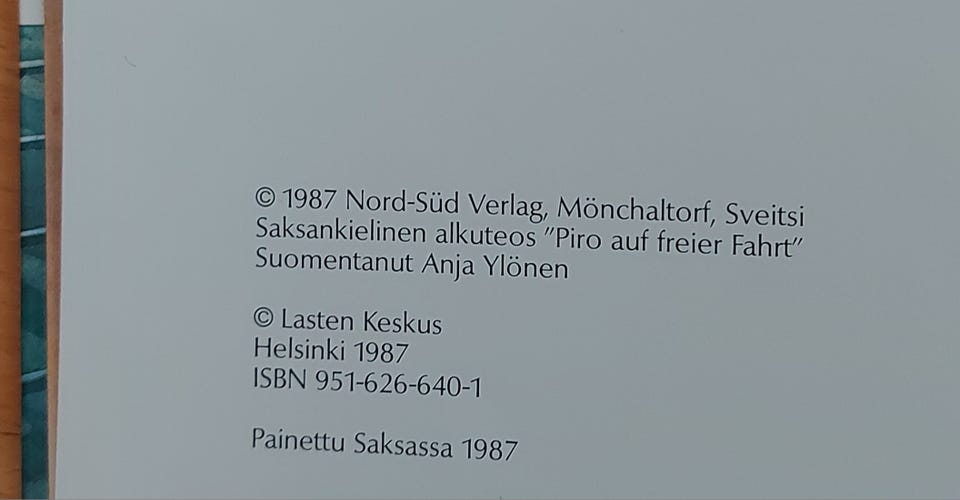 © 1987 Nord-Süd Verlag, Mönchaltorf, Sveitsi
Saksankielinen alkuteos "Piro auf freier Fahrt"
Suomentanut Anja Ylönen
© Lasten Keskus
Helsinki 1987
ISBN 951-626-640-1
Painettu Saksassa 1987